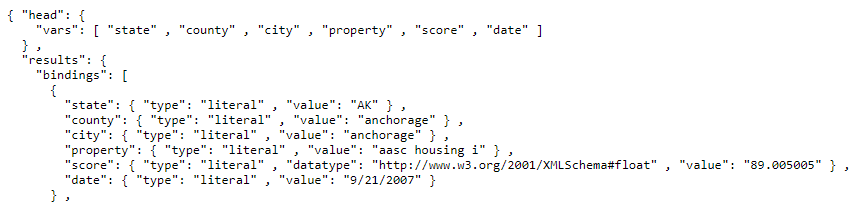 { "head": {
    "vars": [ "state" , "county" , "city" , "property" , "score" , "date" ]
  } ,
  "results": {
    "bindings": [
      {
        "state": { "type": "literal" , "value": "AK" } ,
        "county": { "type": "literal" , "value": "anchorage" } ,
        "city": { "type": "literal" , "value": "anchorage" } ,
        "property": { "type": "literal" , "value": "aasc housing i" } ,
        "score": { "type": "literal" , "datatype": "http://www.w3.org/2001/XMLSchema#float" , "value": "89.005005" } ,
        "date": { "type": "literal" , "value": "9/21/2007" }
      } ,